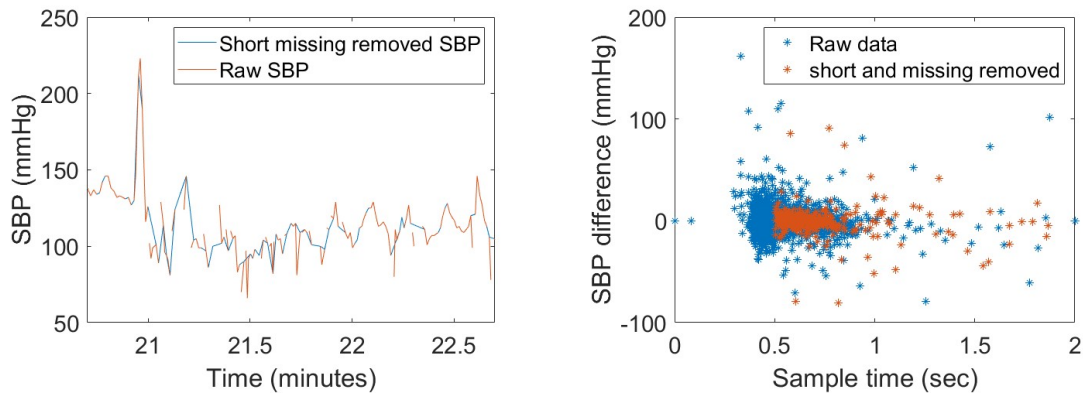 250
200
150
100
50
SBP (mmHg)
Short missing removed SBP
Raw SBP
21
21.5
22
22.5
Time (minutes)
200
100
0
-100
SBP difference (mmHg)
Raw data
short and missing removed
0
0.5
1
1.5
2
Sample time (sec)